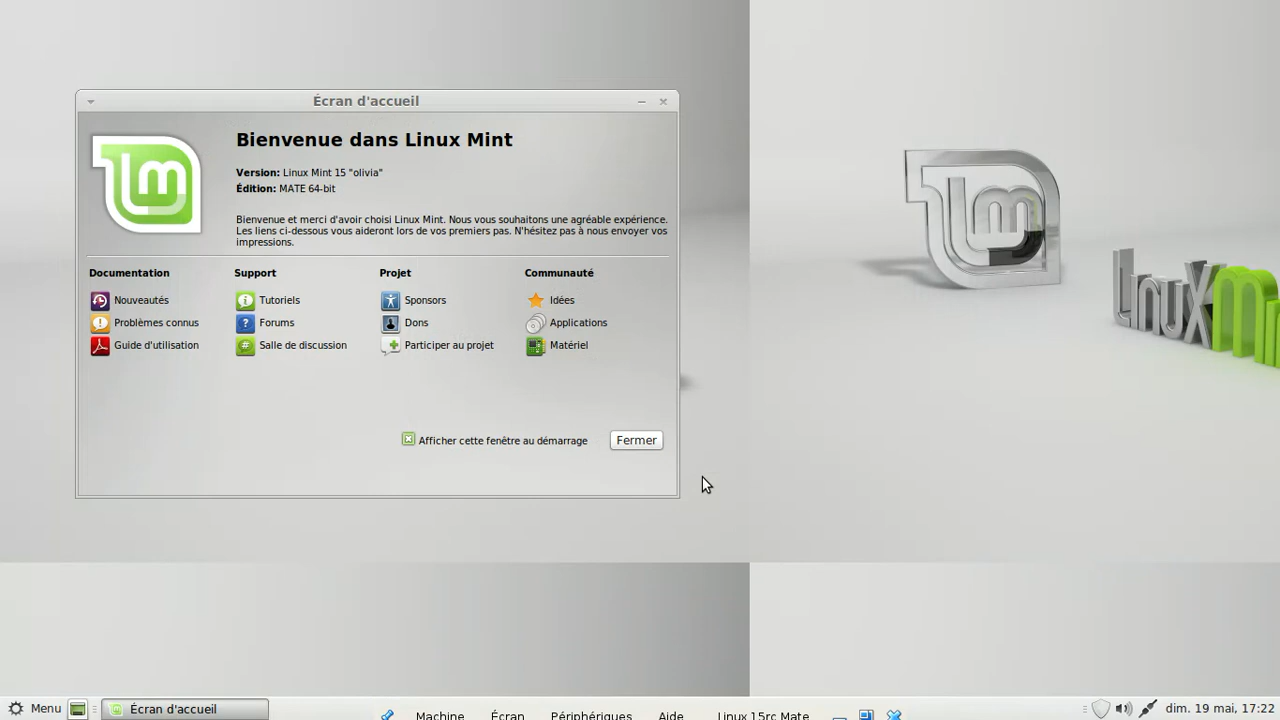 Écran d'accueil
Bienvenue dans Linux Mint
Version: Linux Mint 15 "olivia"
Édition: MATE 64-bit
Bienvenue et merci d'avoir choisi Linux Mint. Nous vous souhaitons une agréable expérience.
Les liens ci-dessous vous aideront lors de vos premiers pas. N'hésitez pas à nous envoyer vos
impressions.
Documentation Support Projet Communauté
Nouveautés Tutoriels Sponsors Idées
Problèmes connus Forums Dons Applications
Guide d'utilisation Salle de discussion Participer au projet Matériel
Afficher cette fenêtre au démarrage Fermer
Linux
Menu Écran d'accueil Machine Écran Périphériques Aide Linux 15rc Mate dim. 19 mai, 17:22